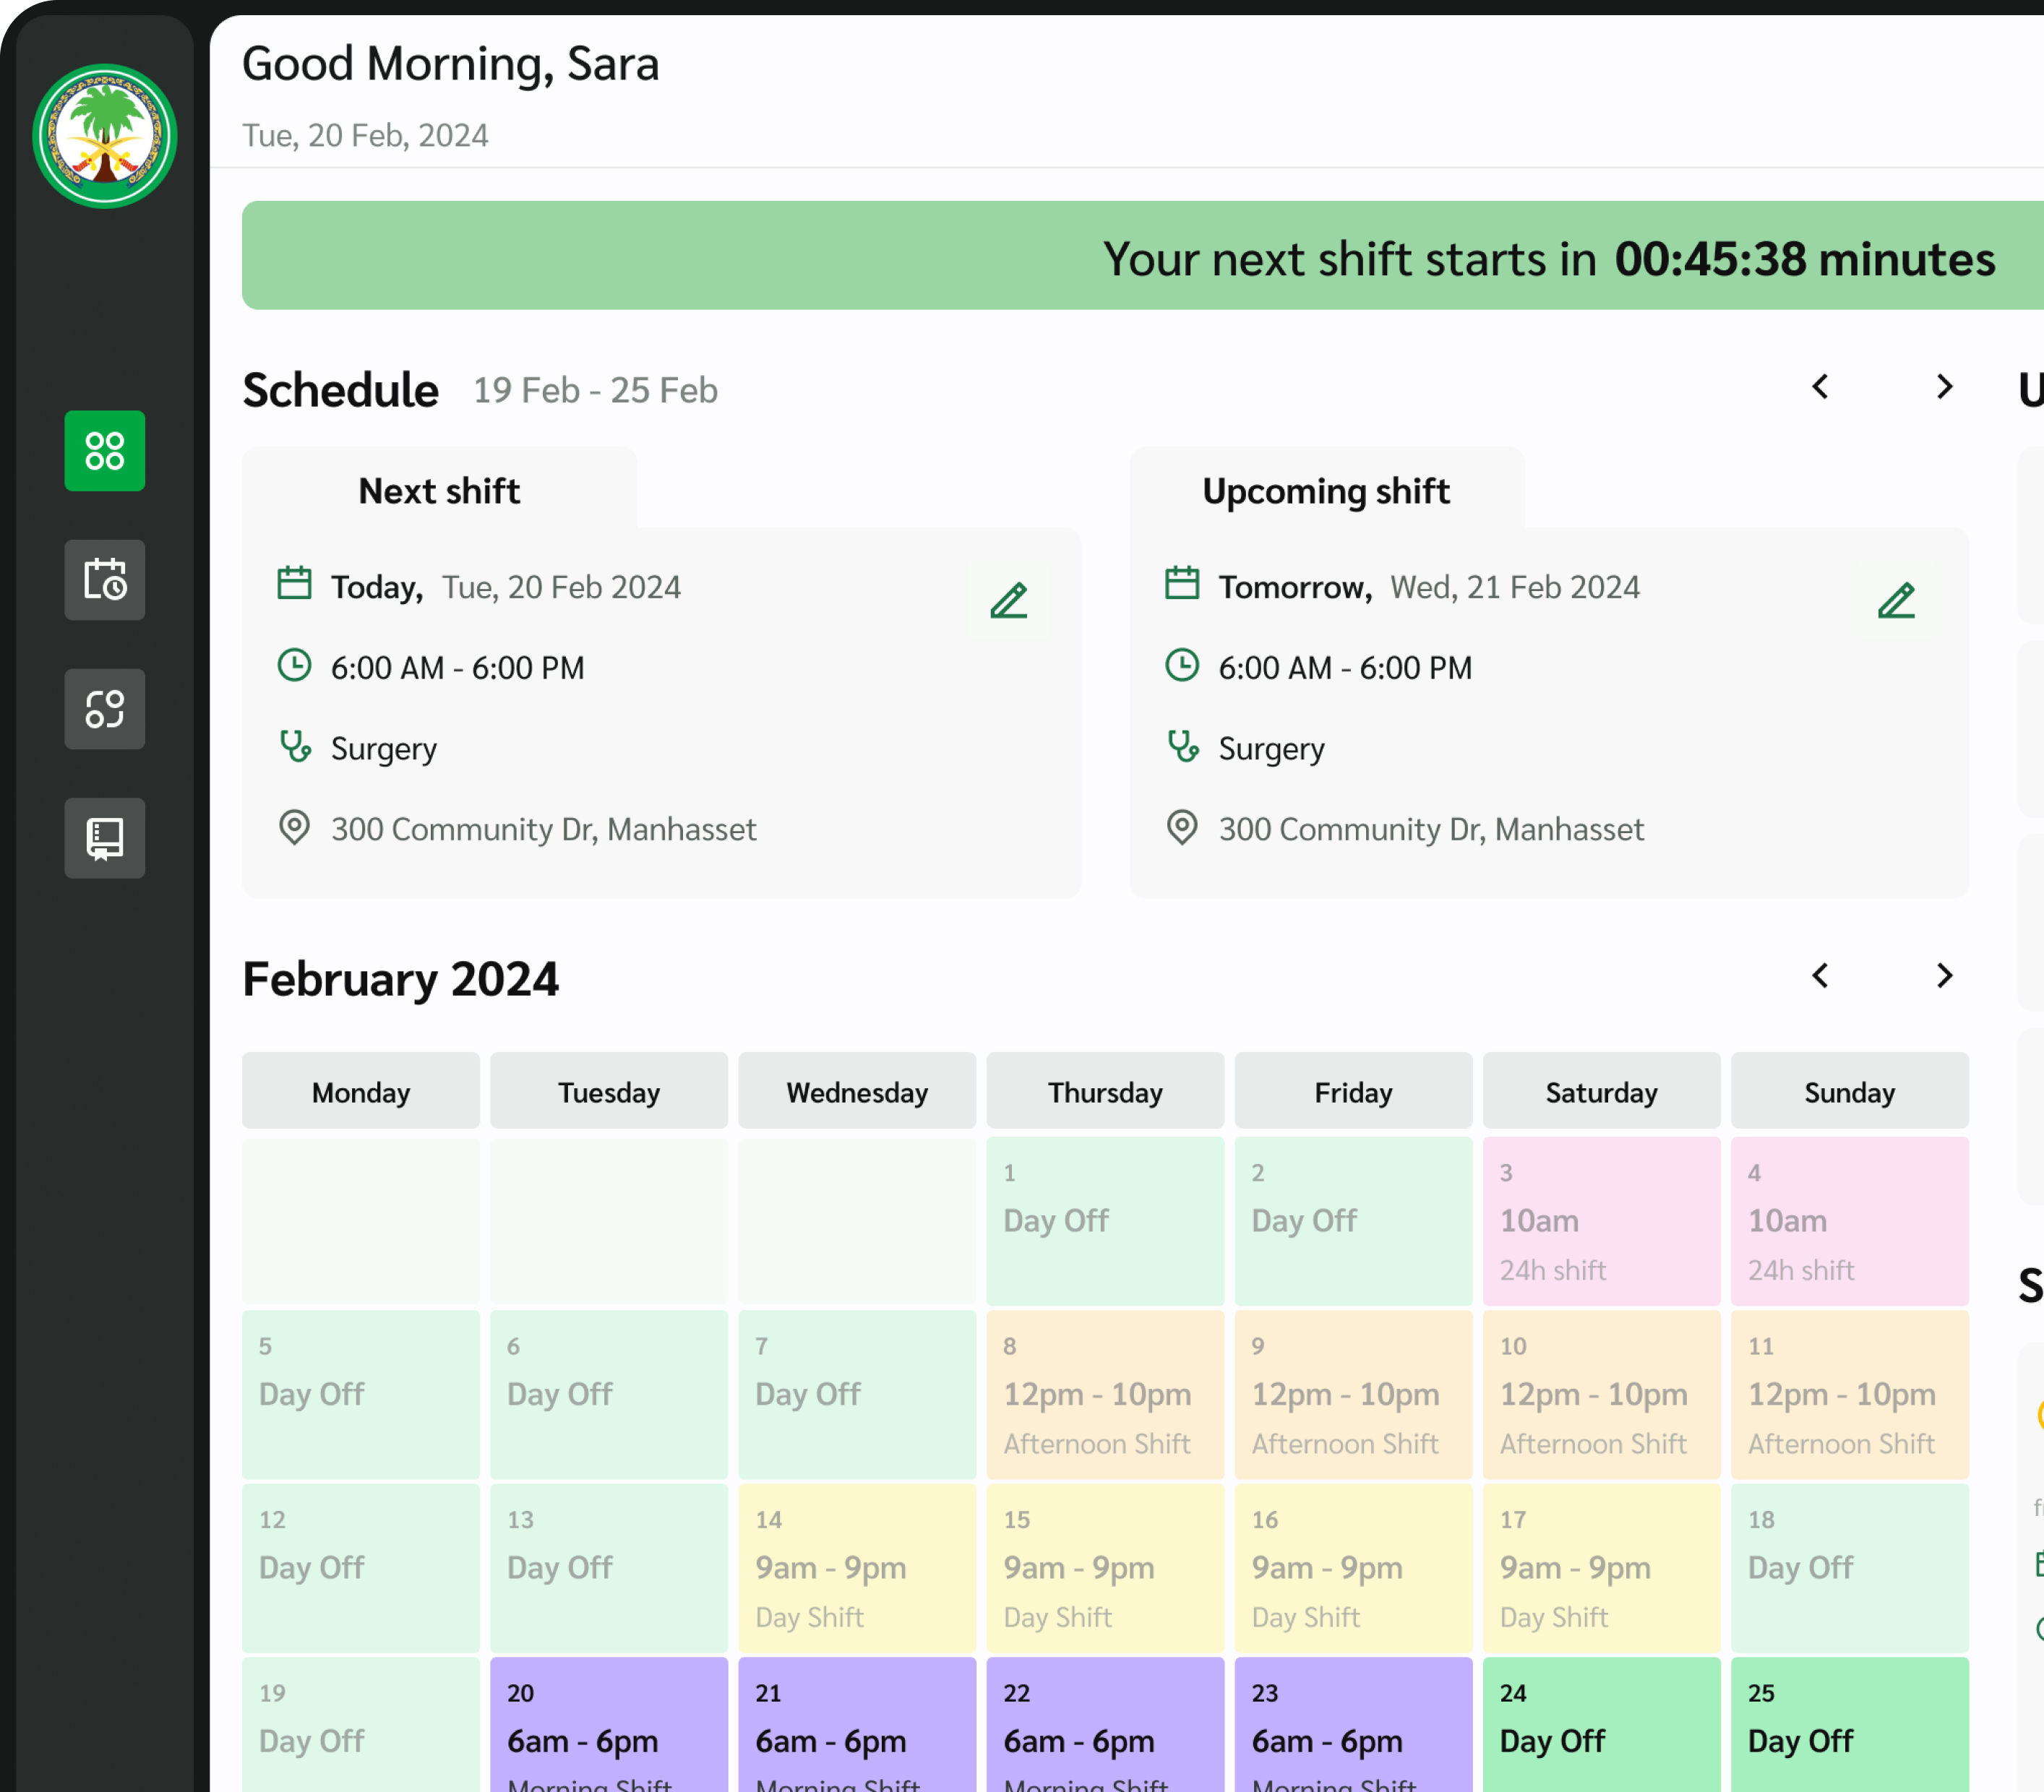 Good Morning, Sara
Tue, 20 Feb, 2024
Your next shift starts in 00:45:38 minutes
Schedule 19 Feb - 25 Feb
Next shift
Today, Tue, 20 Feb 2024
6:00 AM - 6:00 PM
Surgery
300 Community Dr, Manhasset
Upcoming shift
Tomorrow, Wed, 21 Feb 2024
6:00 AM - 6:00 PM
Surgery
300 Community Dr, Manhasset
February 2024
Monday Tuesday Wednesday Thursday Friday Saturday Sunday
1 2 3 4
Day Off Day Off 10am 10am
24h shift 24h shift
5 6 7 8 9 10 11
Day Off Day Off Day Off 12pm - 10pm 12pm - 10pm 12pm - 10pm 12pm - 10pm
Afternoon Shift Afternoon Shift Afternoon Shift Afternoon Shift
12 13 14 15 16 17 18
Day Off Day Off 9am - 9pm 9am - 9pm 9am - 9pm 9am - 9pm Day Off
Day Shift Day Shift Day Shift Day Shift
19 20 21 22 23 24 25
Day Off 6am - 6pm 6am - 6pm 6am - 6pm 6am - 6pm Day Off Day Off
Morning Shift Morning Shift Morning Shift Morning Shift